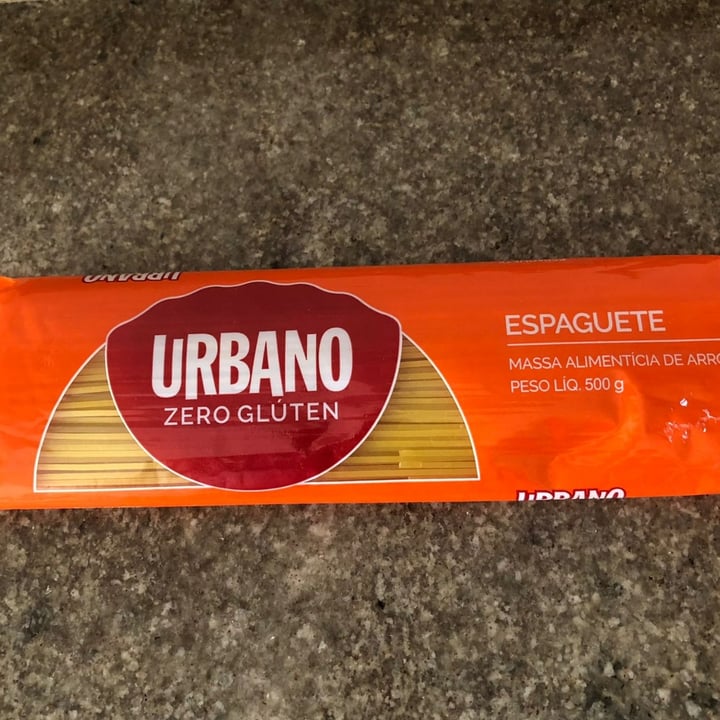 URBANO
URBANO
ZERO GLÚTEN
ESPAGUETE
MASSA ALIMENTÍCIA DE ARRO
PESO LÍQ. 500 g
URBANO